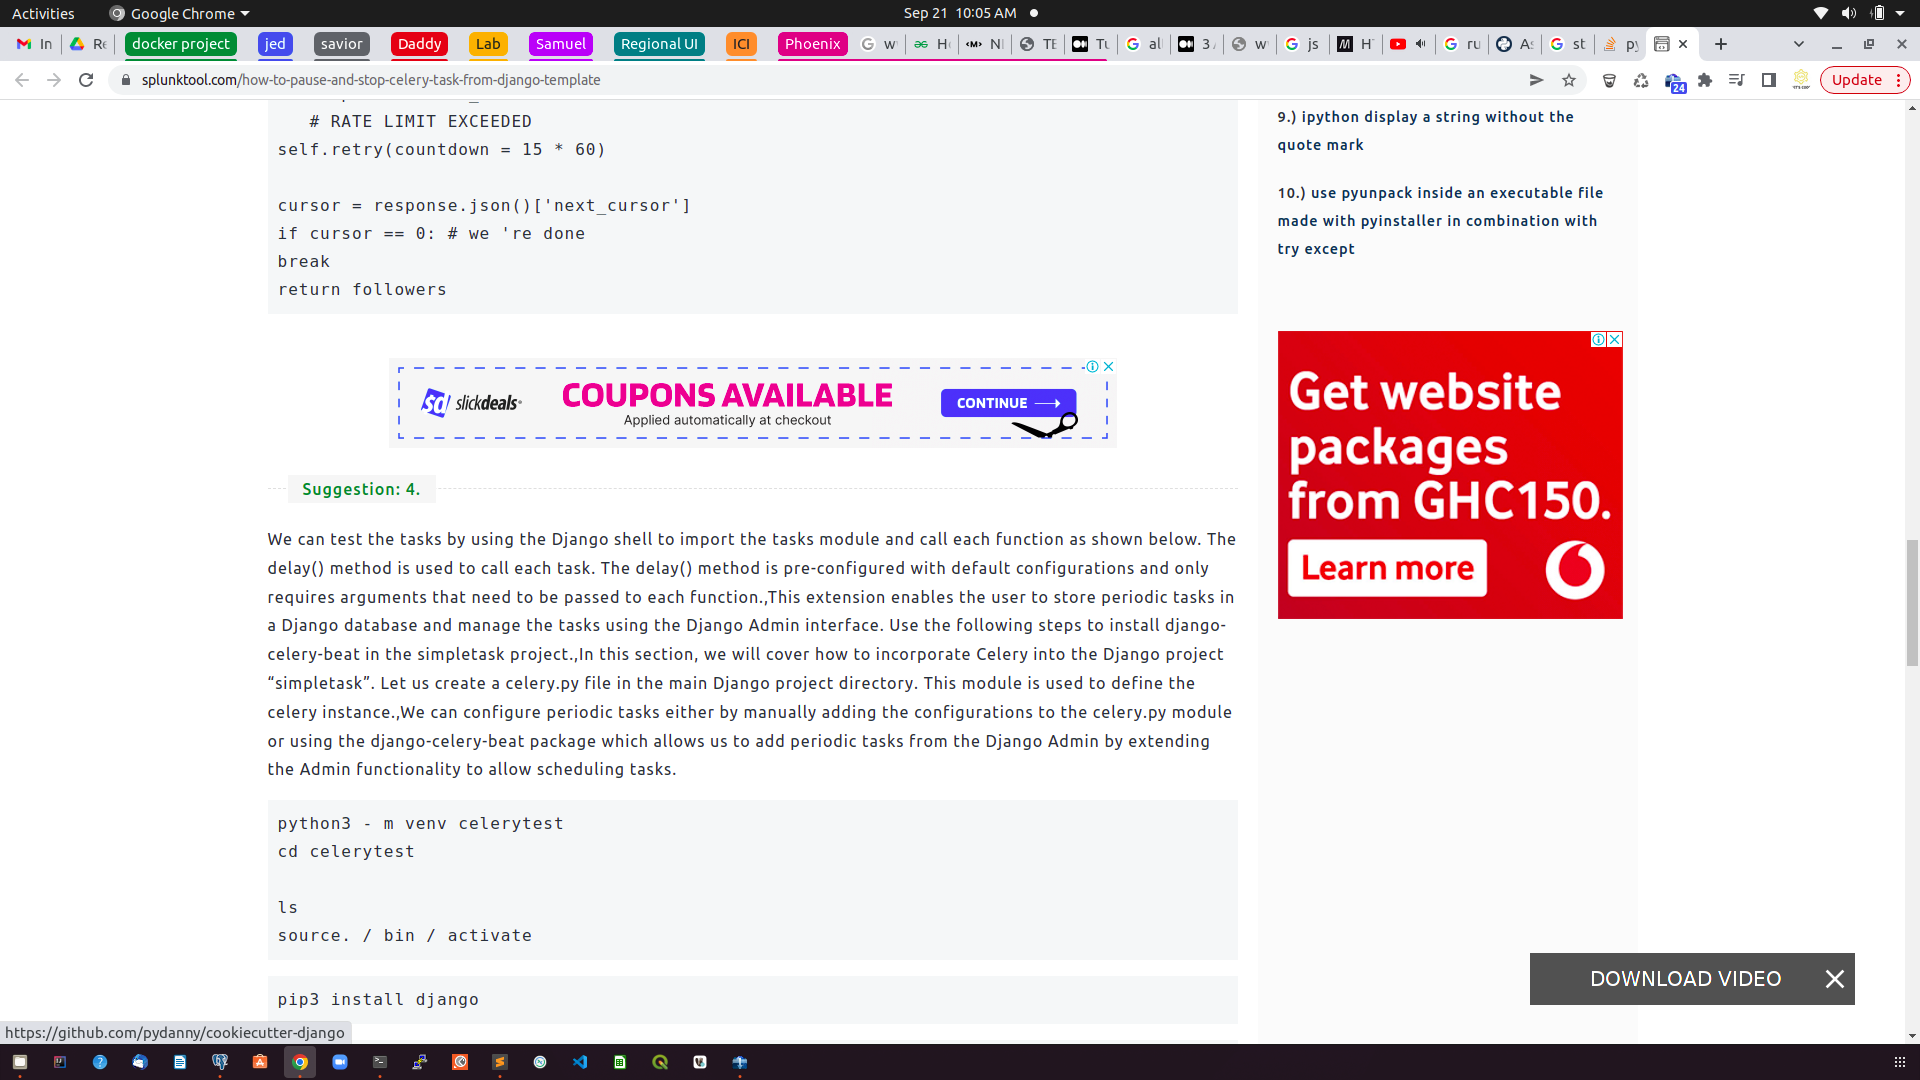 Activities
Google Chrome
Sep 21 10:05 AM
In
Re
docker project
jed
savior
Daddy
Lab
Samuel
Regional UI
ICI
Phoenix
splunktool.com/how-to-pause-and-stop-celery-task-from-django-template
24
Update
# RATE LIMIT EXCEEDED
self.retry(countdown = 15 * 60)
cursor = response.json()['next_cursor']
if cursor == 0: # we 're done
break
return followers
slickdeals
COUPONS AVAILABLE
Applied automatically at checkout
CONTINUE
Suggestion: 4.
We can test the tasks by using the Django shell to import the tasks module and call each function as shown below. The
delay() method is used to call each task. The delay() method is pre-configured with default configurations and only
requires arguments that need to be passed to each function.,This extension enables the user to store periodic tasks in
a Django database and manage the tasks using the Django Admin interface. Use the following steps to install django-
celery-beat in the simpletask project.,In this section, we will cover how to incorporate Celery into the Django project
“simpletask”. Let us create a celery.py file in the main Django project directory. This module is used to define the
celery instance.,We can configure periodic tasks either by manually adding the configurations to the celery.py module
or using the django-celery-beat package which allows us to add periodic tasks from the Django Admin by extending
the Admin functionality to allow scheduling tasks.
python3 - m venv celerytest
cd celerytest
ls
source. / bin / activate
pip3 install django
9.) ipython display a string without the
quote mark
10.) use pyunpack inside an executable file
made with pyinstaller in combination with
try except
Get website
packages
from GHC150.
Learn more
DOWNLOAD VIDEO
https://github.com/pydanny/cookiecutter-django